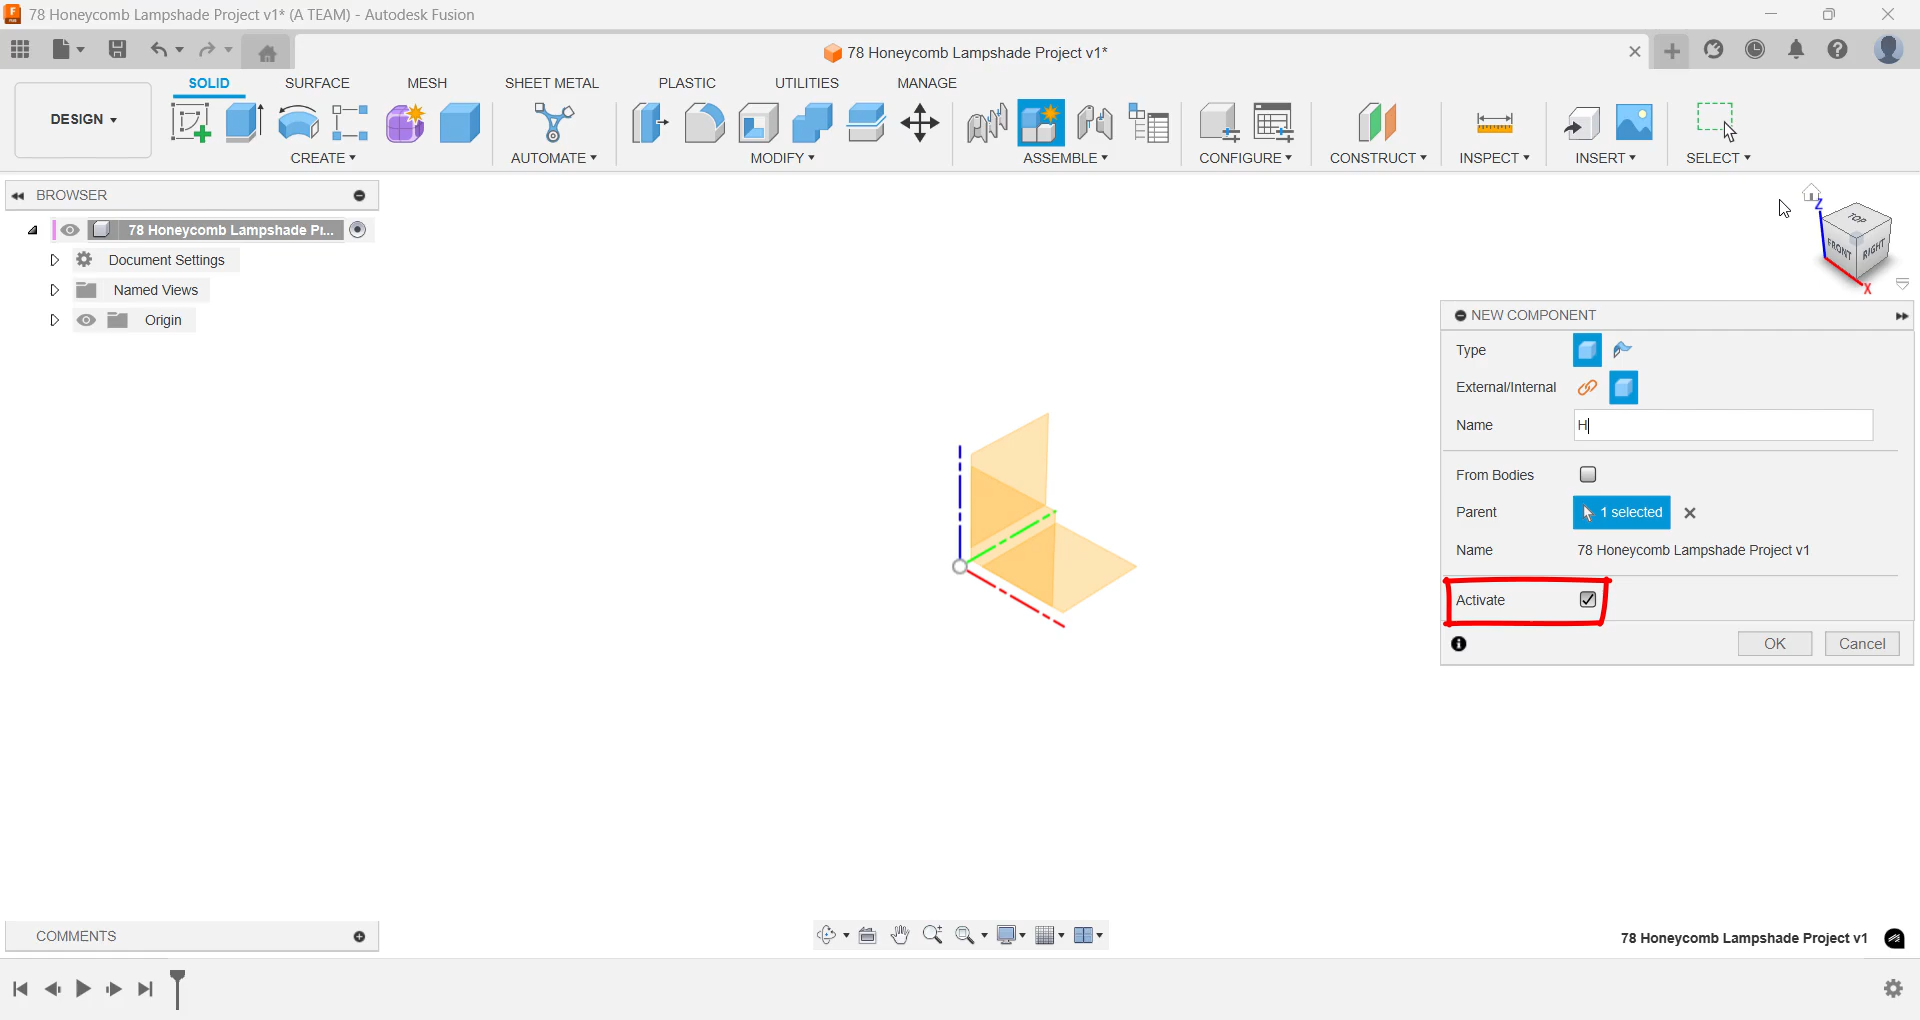 78 Honeycomb Lampshade Project v1* (A TEAM) - Autodesk Fusion
78 Honeycomb Lampshade Project v1*
SOLID SURFACE MESH SHEET METAL PLASTIC UTILITIES MANAGE
DESIGN
CREATE AUTOMATE MODIFY ASSEMBLE CONFIGURE CONSTRUCT INSPECT INSERT SELECT
BROWSER
78 Honeycomb Lampshade Pr...
Document Settings
Named Views
Origin
Z
TOP
FRONT
RIGHT
X
NEW COMPONENT
Type
External/Internal
Name H
From Bodies
Parent 1 selected
Name 78 Honeycomb Lampshade Project v1
Activate
OK Cancel
COMMENTS
78 Honeycomb Lampshade Project v1